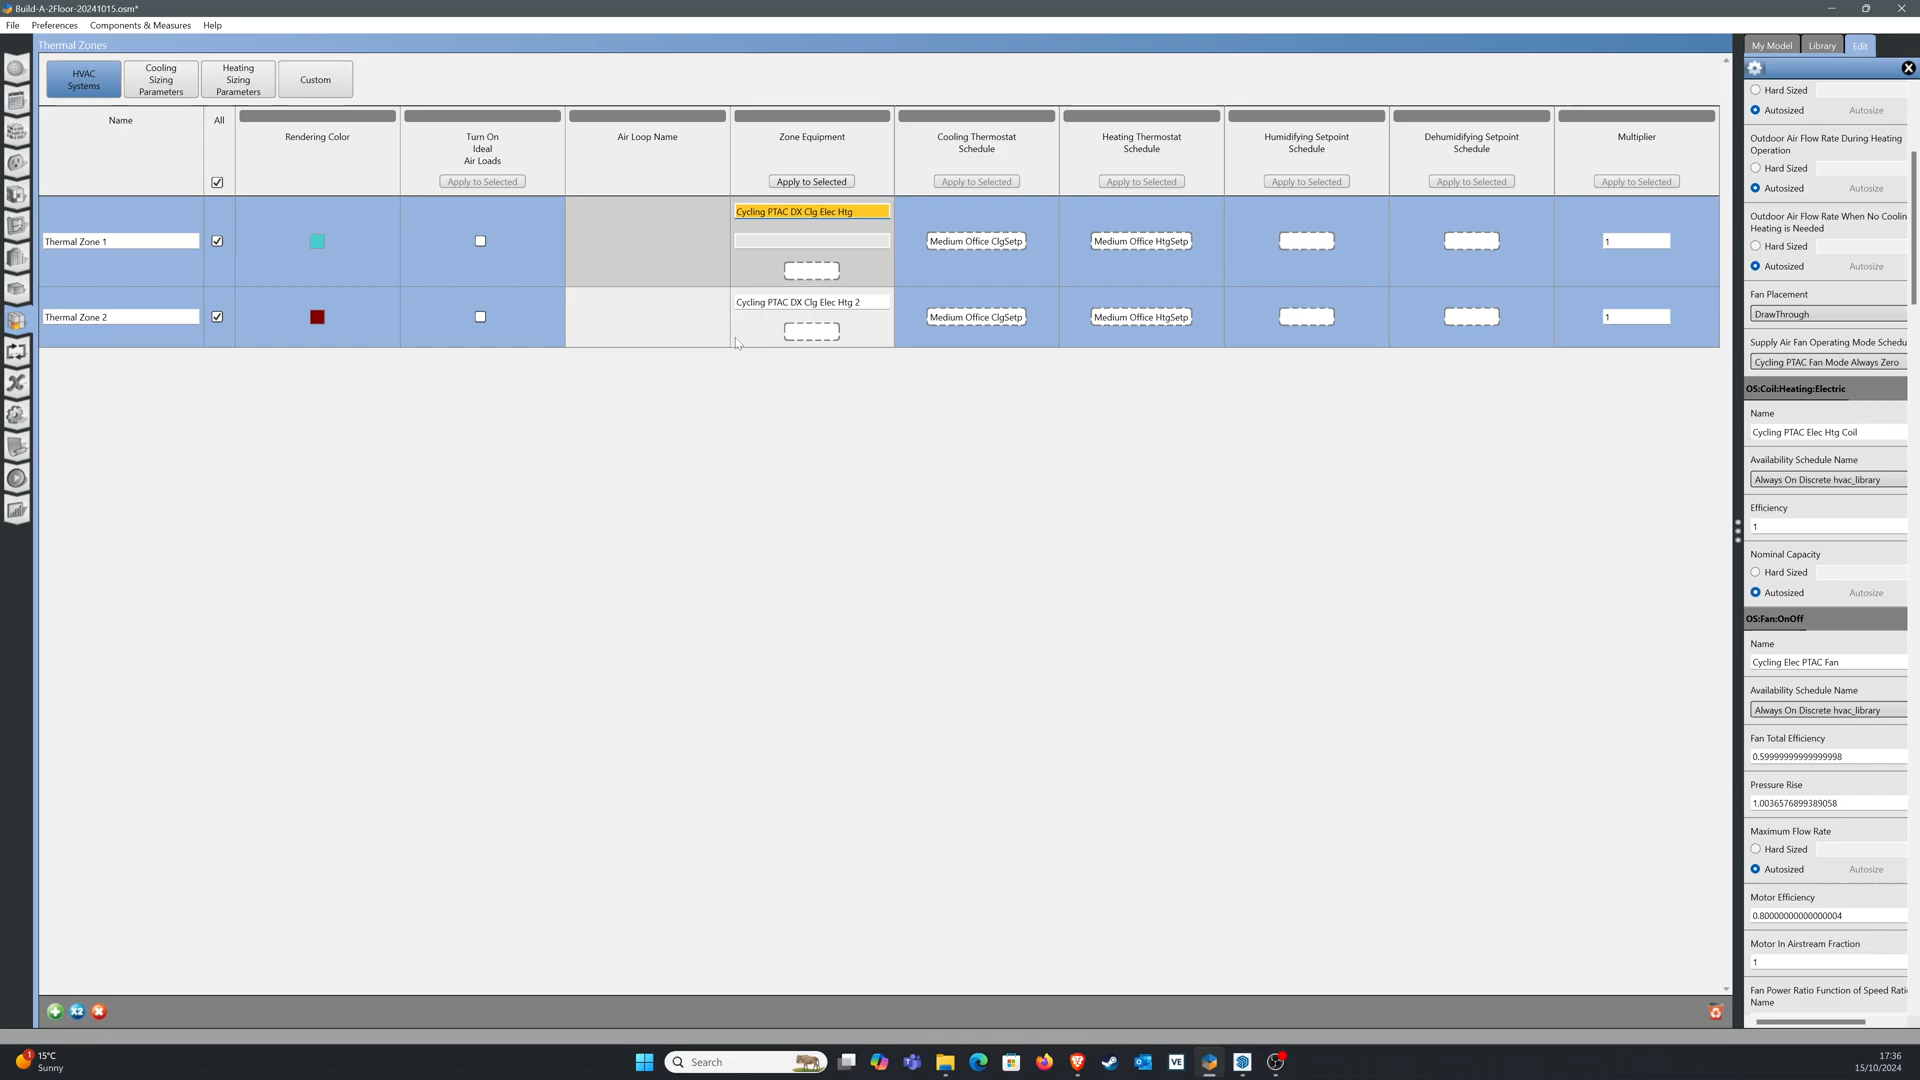 Build-A-2Floor-20241015.osm*
File Preferences Components & Measures Help
Thermal Zones
My Model Library Edit
HVAC
Systems
Cooling
Sizing
Parameters
Heating
Sizing
Parameters
Custom
Name
All
Rendering Color
Turn On
Ideal
Air Loads
Apply to Selected
Air Loop Name
Zone Equipment
Apply to Selected
Cooling Thermostat
Schedule
Apply to Selected
Heating Thermostat
Schedule
Apply to Selected
Humidifying Setpoint
Schedule
Apply to Selected
Dehumidifying Setpoint
Schedule
Apply to Selected
Multiplier
Apply to Selected
Cycling PTAC DX Clg Elec Htg
Thermal Zone 1
Medium Office ClgSetp
Medium Office HtgSetp
1
Cycling PTAC DX Clg Elec Htg 2
Thermal Zone 2
Medium Office ClgSetp
Medium Office HtgSetp
1
Hard Sized
Autosized Autosize
Outdoor Air Flow Rate During Heating
Operation
Hard Sized
Autosized Autosize
Outdoor Air Flow Rate When No Coolin
Heating is Needed
Hard Sized
Autosized Autosize
Fan Placement
DrawThrough
Supply Air Fan Operating Mode Schedu
Cycling PTAC Fan Mode Always Zero
OS:Coil:Heating:Electric
Name
Cycling PTAC Elec Htg Coil
Availability Schedule Name
Always On Discrete hvac_library
Efficiency
1
Nominal Capacity
Hard Sized
Autosized Autosize
OS:Fan:OnOff
Name
Cycling Elec PTAC Fan
Availability Schedule Name
Always On Discrete hvac_library
Fan Total Efficiency
0.59999999999999998
Pressure Rise
1.0036576899389058
Maximum Flow Rate
Hard Sized
Autosized Autosize
Motor Efficiency
0.80000000000000004
Motor In Airstream Fraction
1
Fan Power Ratio Function of Speed Rati
Name
X2
1
15°C
Sunny
Search
VE
17:36
15/10/2024